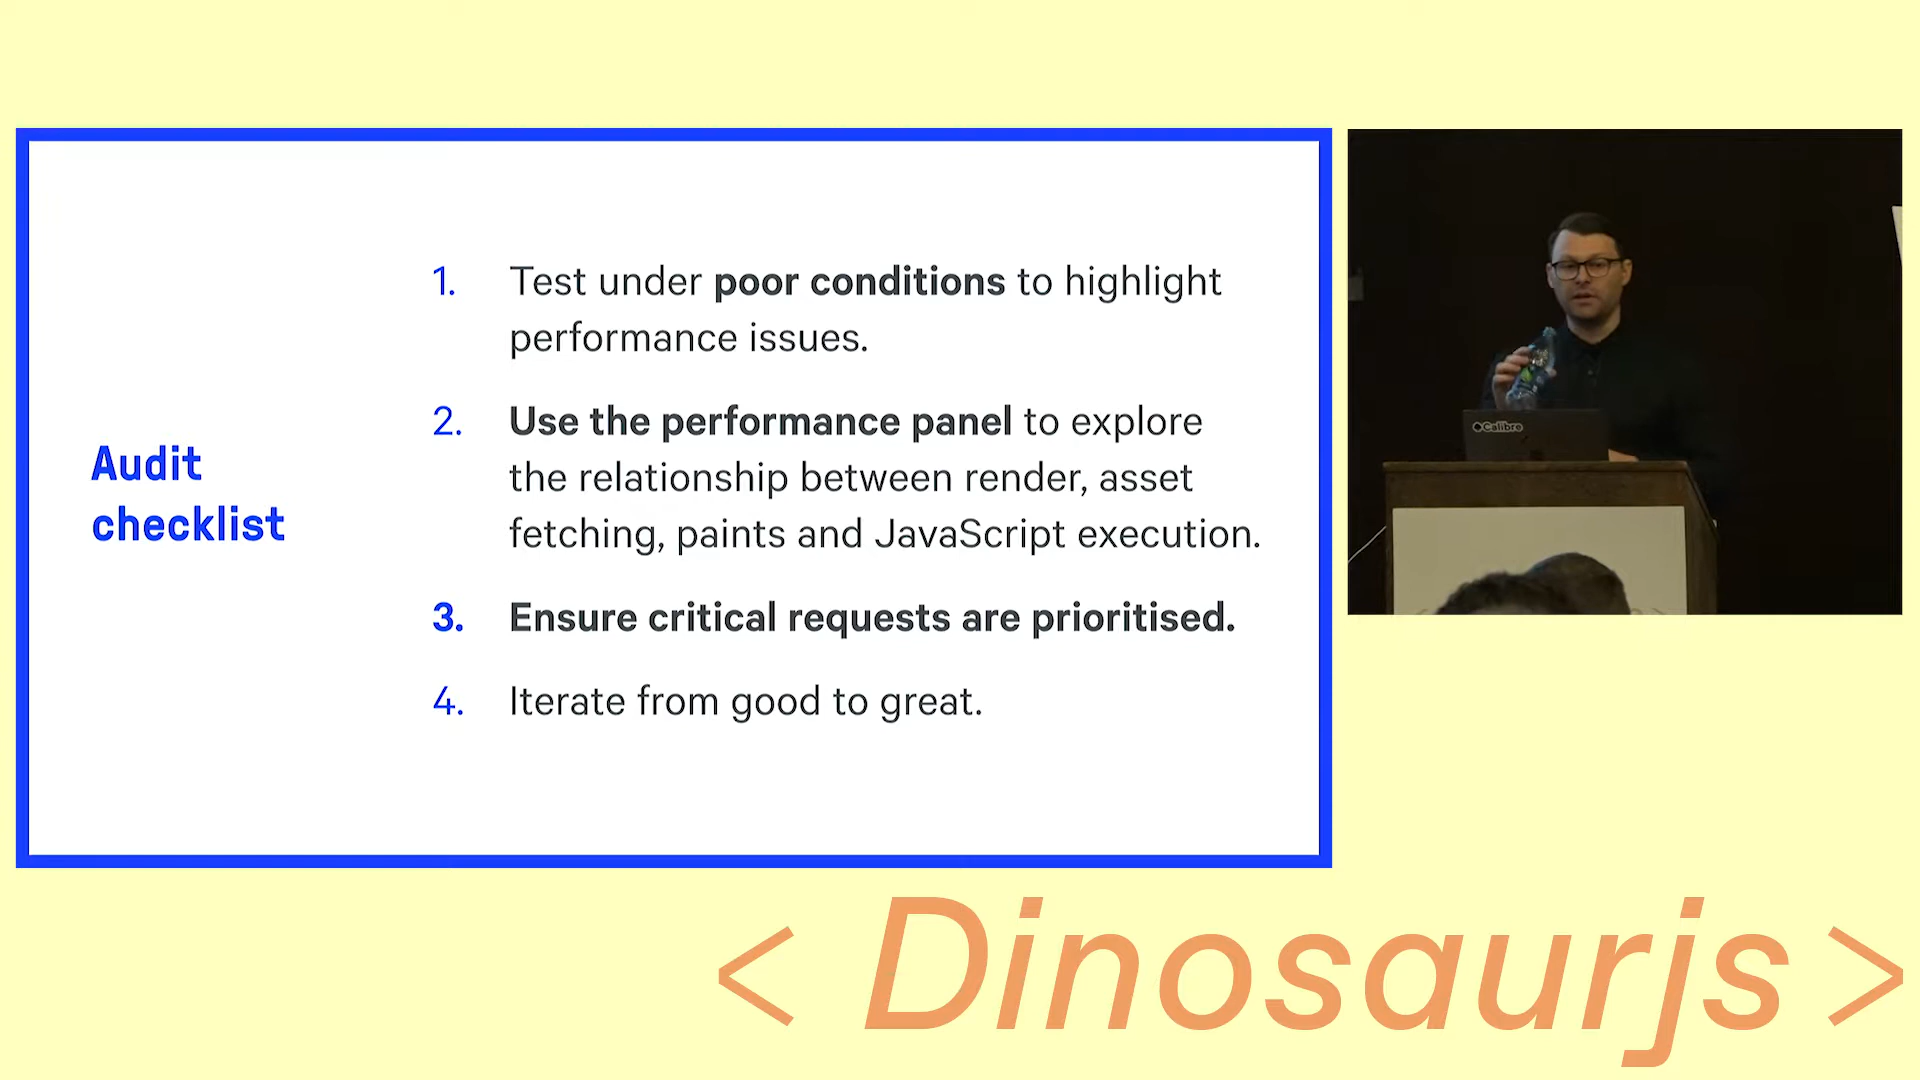 Audit
checklist
1. Test under poor conditions to highlight
performance issues.
2. Use the performance panel to explore
the relationship between render, asset
fetching, paints and JavaScript execution.
3. Ensure critical requests are prioritised.
4. Iterate from good to great.
Calibre
< Dinosaurjs >